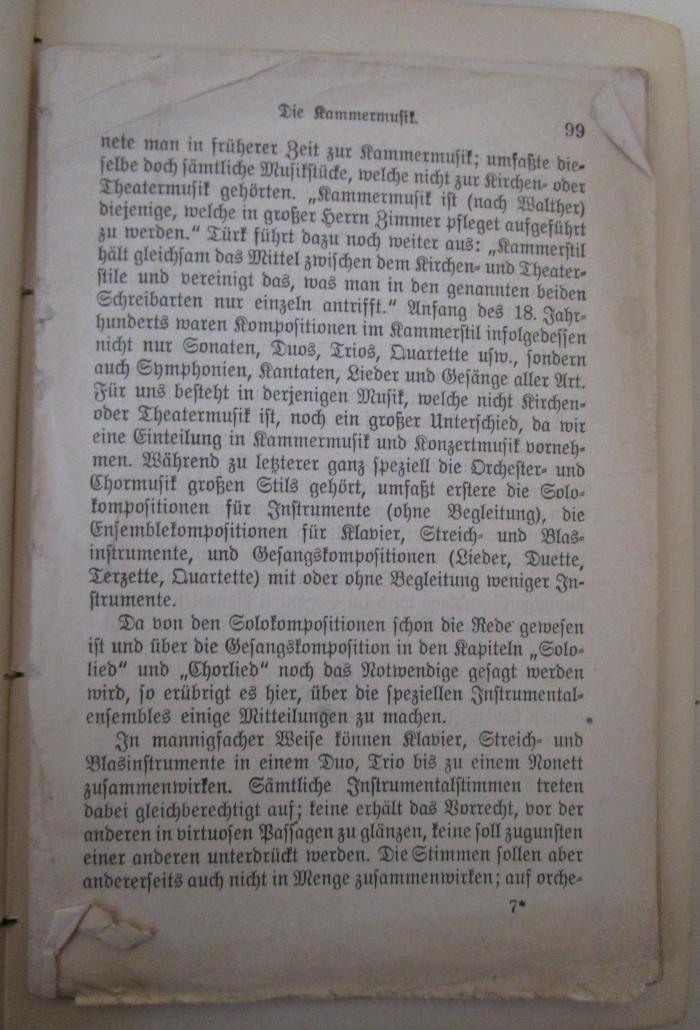 Die Kammermusik.
99
nete man in früherer Zeit zur Kammermusik; umfaßte die-
selbe doch sämtliche Musikstücke, welche nicht zur Kirchen- oder
Theatermusik gehörten. „Kammermusik ist (nach Walther)
diejenige, welche in großer Herrn Zimmer pfleget aufgeführt
zu werden.“ Türk führt dazu noch weiter aus: „Kammerstil
hält gleichsam das Mittel zwischen dem Kirchen- und Theater-
stile und vereinigt das, was man in den genannten beiden
Schreibarten nur einzeln antrifft.“ Anfang des 18. Jahr-
hunderts waren Kompositionen im Kammerstil infolgedessen
nicht nur Sonaten, Duos, Trios, Quartette usw., sondern
auch Symphonien, Kantaten, Lieder und Gesänge aller Art.
Für uns besteht in derjenigen Musik, welche nicht Kirchen-
oder Theatermusik ist, noch ein großer Unterschied, da wir
eine Einteilung in Kammermusik und Konzertmusik vorneh-
men. Während zu letzterer ganz speziell die Orchester- und
Chormusik großen Stils gehört, umfaßt erstere die Solo-
kompositionen für Instrumente (ohne Begleitung), die
Ensemblekompositionen für Klavier, Streich- und Blas-
instrumente, und Gesangskompositionen (Lieder, Duette,
Terzette, Quartette) mit oder ohne Begleitung weniger In-
strumente.
Da von den Solokompositionen schon die Rede gewesen
ist und über die Gesangskomposition in den Kapiteln „Solo-
lied“ und „Chorlied“ noch das Notwendige gesagt werden
wird, so erübrigt es hier, über die speziellen Instrumental-
ensembles einige Mitteilungen zu machen.
In mannigfacher Weise können Klavier, Streich- und
Blasinstrumente in einem Duo, Trio bis zu einem Nonett
zusammenwirken. Sämtliche Instrumentalstimmen treten
dabei gleichberechtigt auf; keine erhält das Vorrecht, vor der
anderen in virtuosen Passagen zu glänzen, keine soll zugunsten
einer anderen unterdrückt werden. Die Stimmen sollen aber
andererseits auch nicht in Menge zusammenwirken; auf orche-
7*